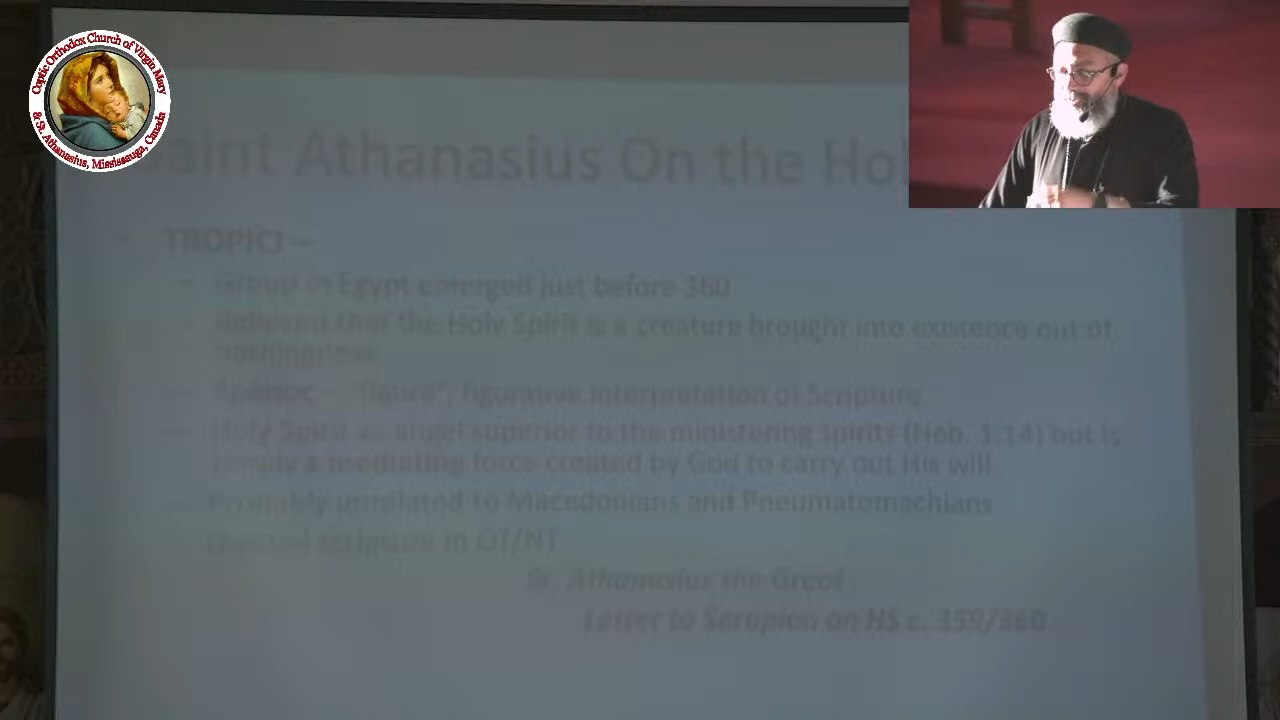 Coptic Orthodox Church of Virgin Mary
& St. Athanasius, Mississauga, Canada
Saint Athanasius On the Ho
TROPICI –
– Group in Egypt emerged just before 360
– Believed that the Holy Spirit is a creature brought into existence out of
nothingness
– Τρόπος – "figure", figurative interpretation of Scripture
– Holy Spirit as angel superior to the ministering spirits (Heb. 1:14) but is
simply a mediating force created by God to carry out His will
– Probably unrelated to Macedonians and Pneumatomachians
scripture in OT/NT
St. Athanasius the Great
Letter to Serapion on HS c. 359/360